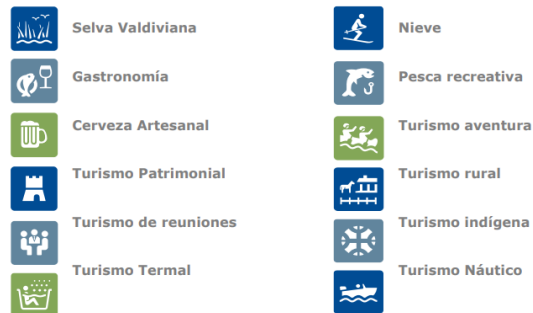 Selva Valdiviana
Gastronomía
Cerveza Artesanal
Turismo Patrimonial
Turismo de reuniones
Turismo Termal
Nieve
Pesca recreativa
Turismo aventura
Turismo rural
Turismo indígena
Turismo Náutico